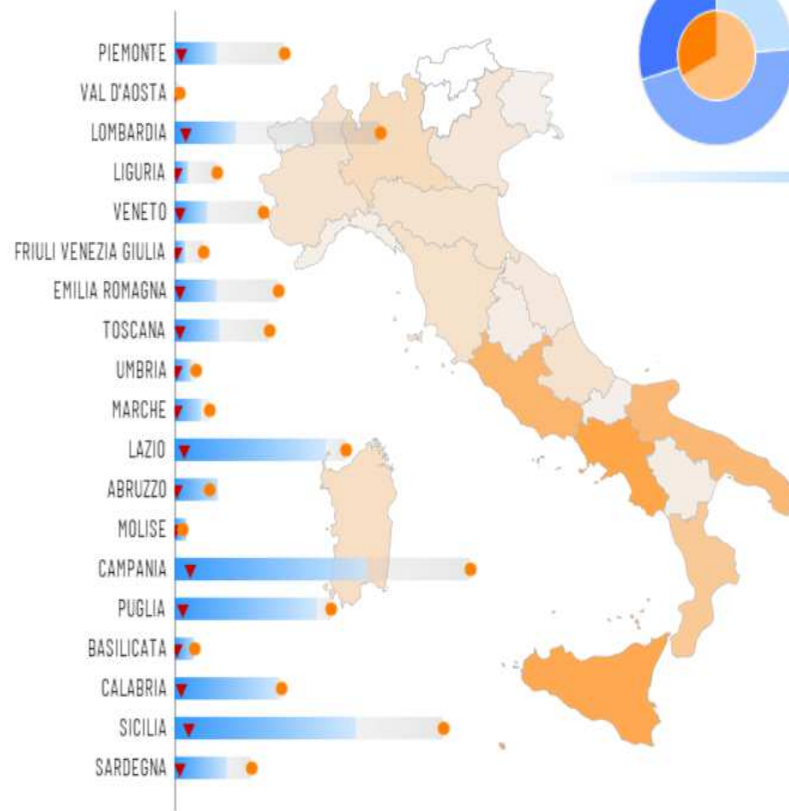 PIEMONTE
VAL D'AOSTA
LOMBARDIA
LIGURIA
VENETO
FRIULI VENEZIA GIULIA
EMILIA ROMAGNA
TOSCANA
UMBRIA
MARCHE
LAZIO
ABRUZZO
MOLISE
CAMPANIA
PUGLIA
BASILICATA
CALABRIA
SICILIA
SARDEGNA